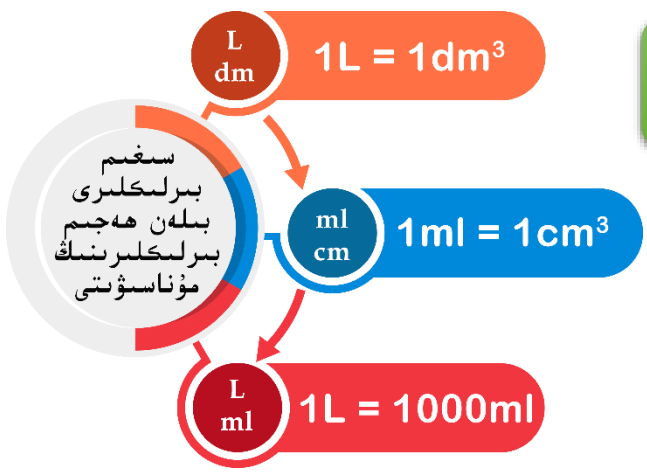 سىغىم
بىرلىكلىرى
بىلەن ھەجىم
بىرلىكلىرىنىڭ
مۇناسىۋىتى
L
dm
1L = 1dm³
ml
cm
1ml = 1cm³
L
ml
1L = 1000ml